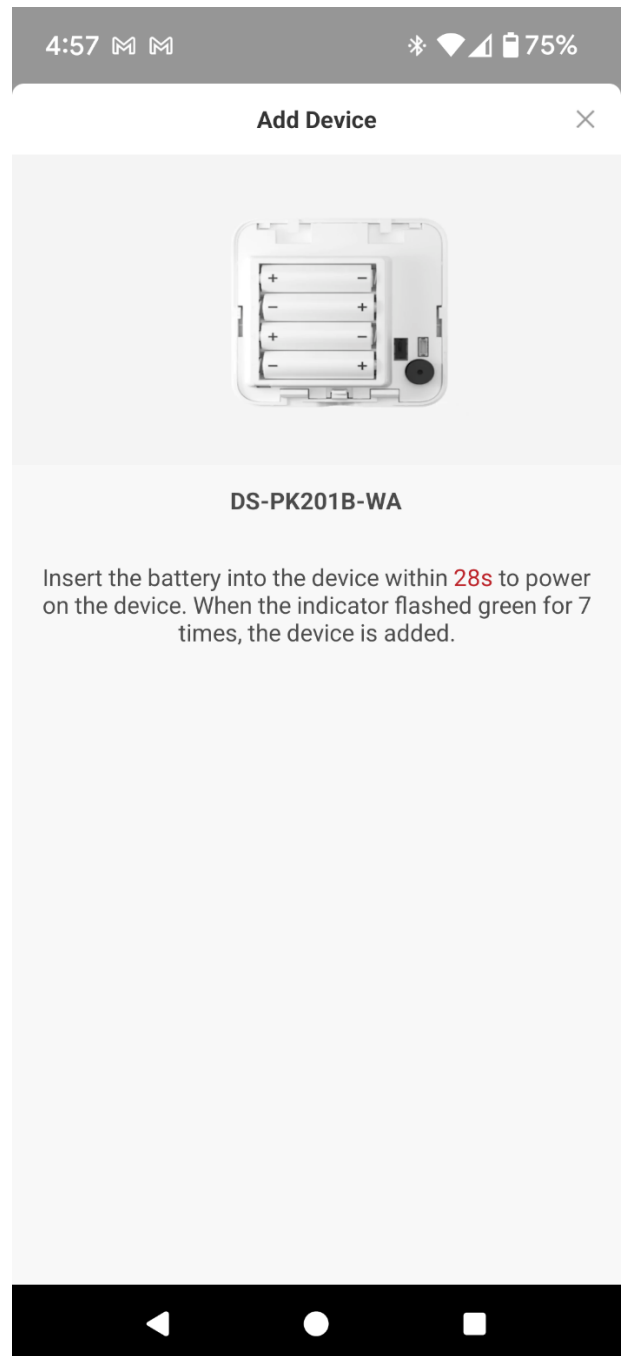 4:57 75%
Add Device
+ −
− +
+ −
− +
DS-PK201B-WA
Insert the battery into the device within 28s to power
on the device. When the indicator flashed green for 7
times, the device is added.